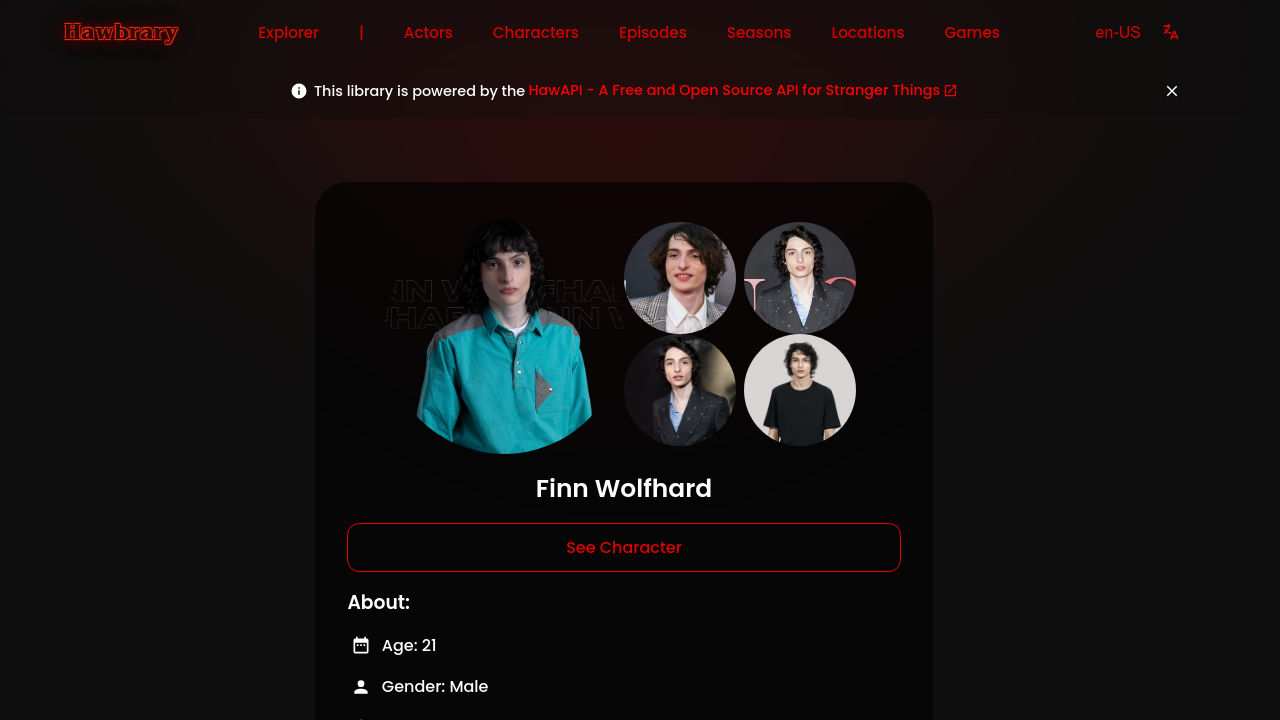 Hawbrary
Explorer | Actors Characters Episodes Seasons Locations Games en-US
This library is powered by the HawAPI - A Free and Open Source API for Stranger Things
Finn Wolfhard
See Character
About:
Age: 21
Gender: Male